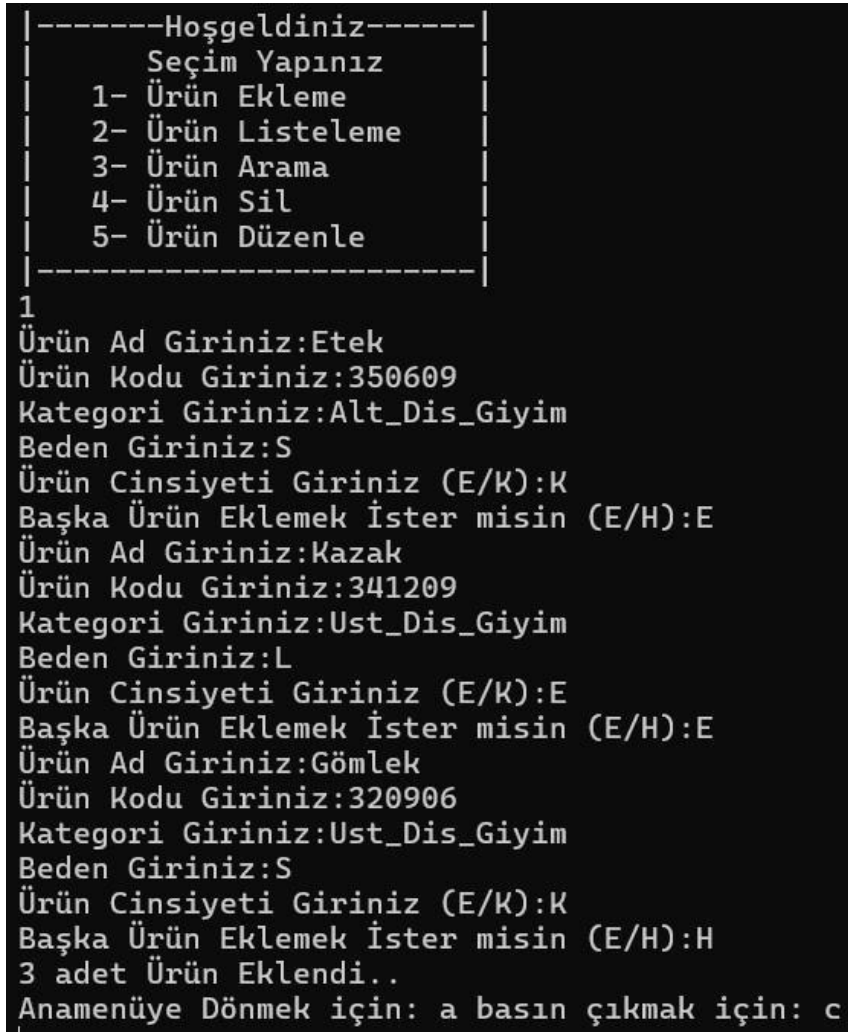 |-------Hoşgeldiniz------|
| Seçim Yapınız |
| 1- Ürün Ekleme |
| 2- Ürün Listeleme |
| 3- Ürün Arama |
| 4- Ürün Sil |
| 5- Ürün Düzenle |
|------------------------|
1
Ürün Ad Giriniz:Etek
Ürün Kodu Giriniz:350609
Kategori Giriniz:Alt_Dis_Giyim
Beden Giriniz:S
Ürün Cinsiyeti Giriniz (E/K):K
Başka Ürün Eklemek İster misin (E/H):E
Ürün Ad Giriniz:Kazak
Ürün Kodu Giriniz:341209
Kategori Giriniz:Ust_Dis_Giyim
Beden Giriniz:L
Ürün Cinsiyeti Giriniz (E/K):E
Başka Ürün Eklemek İster misin (E/H):E
Ürün Ad Giriniz:Gömlek
Ürün Kodu Giriniz:320906
Kategori Giriniz:Ust_Dis_Giyim
Beden Giriniz:S
Ürün Cinsiyeti Giriniz (E/K):K
Başka Ürün Eklemek İster misin (E/H):H
3 adet Ürün Eklendi..
Anamenüye Dönmek için: a basın çıkmak için: c